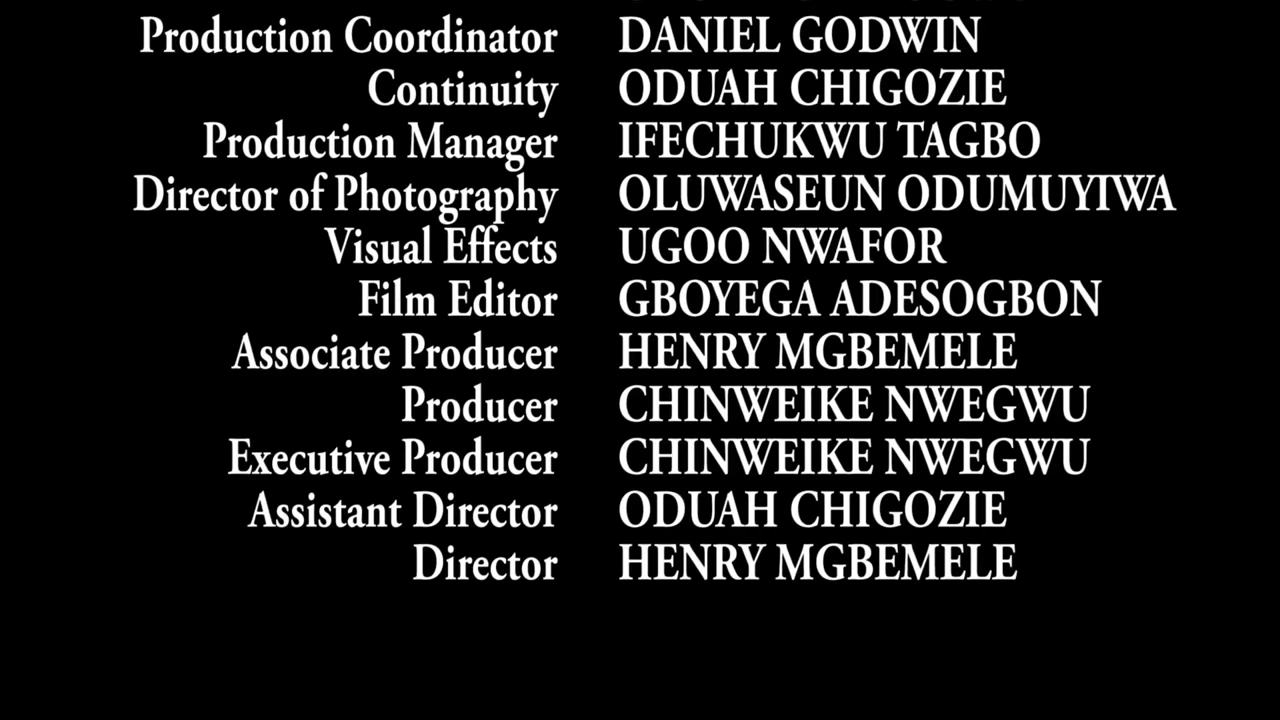 Production Coordinator DANIEL GODWIN
Continuity ODUAH CHIGOZIE
Production Manager IFECHUKWU TAGBO
Director of Photography OLUWASEUN ODUMUYIWA
Visual Effects UGOO NWAFOR
Film Editor GBOYEGA ADESOGBON
Associate Producer HENRY MGBEMELE
Producer CHINWEIKE NWEGWU
Executive Producer CHINWEIKE NWEGWU
Assistant Director ODUAH CHIGOZIE
Director HENRY MGBEMELE